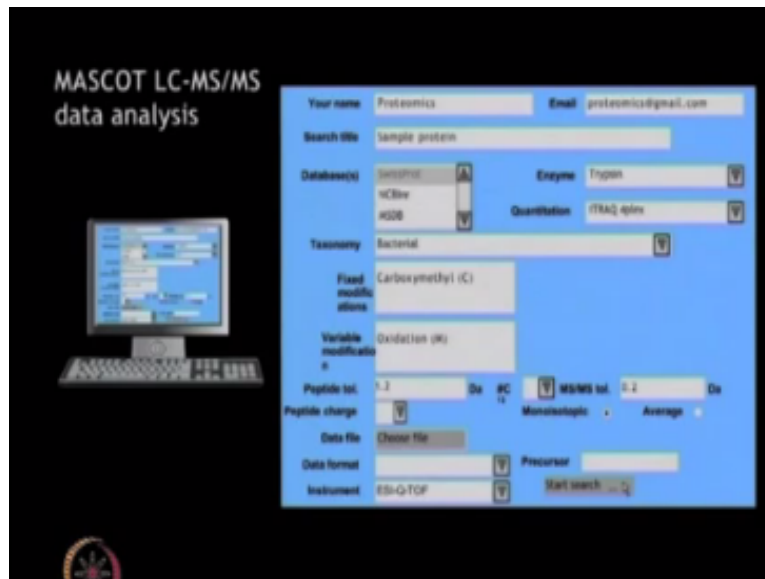 MASCOT LC-MS/MS
data analysis
Your name Proteomics Email proteomics@gmail.com
Search title Sample protein
Database(s) SwissProt Enzyme Trypsin
NCBInr
MSDB Quantitation iTRAQ 4plex
Taxonomy Bacterial
Fixed Carboxymethyl (C)
modific
ations
Variable Oxidation (M)
modificatio
n
Peptide tol. 1.2 Da #C MS/MS tol. 0.2 Da
13
Peptide charge Monoisotopic Average
Data file Choose file
Data format Precursor
Instrument ESI-Q-TOF Start search ...